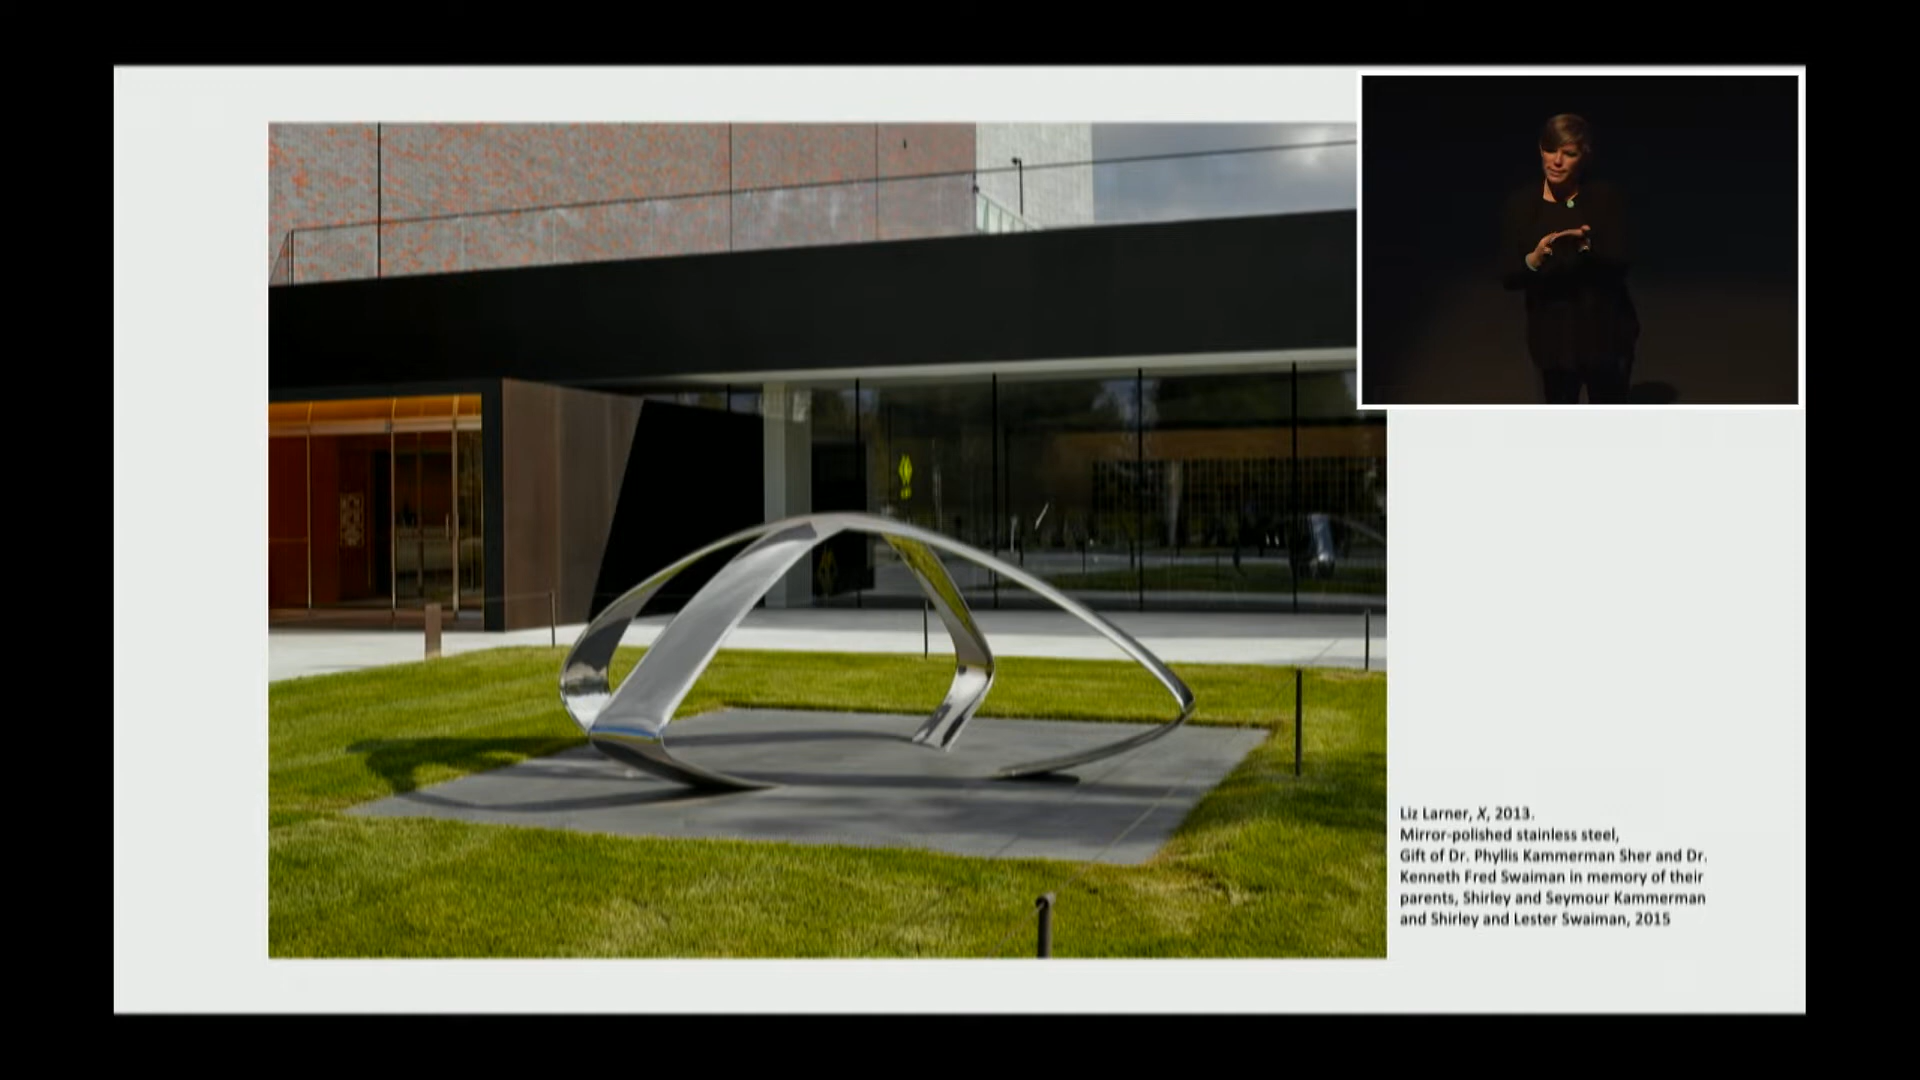 Liz Larner, X, 2013.
Mirror-polished stainless steel,
Gift of Dr. Phyllis Kammerman Sher and Dr.
Kenneth Fred Swaiman in memory of their
parents, Shirley and Seymour Kammerman
and Shirley and Lester Swaiman, 2015